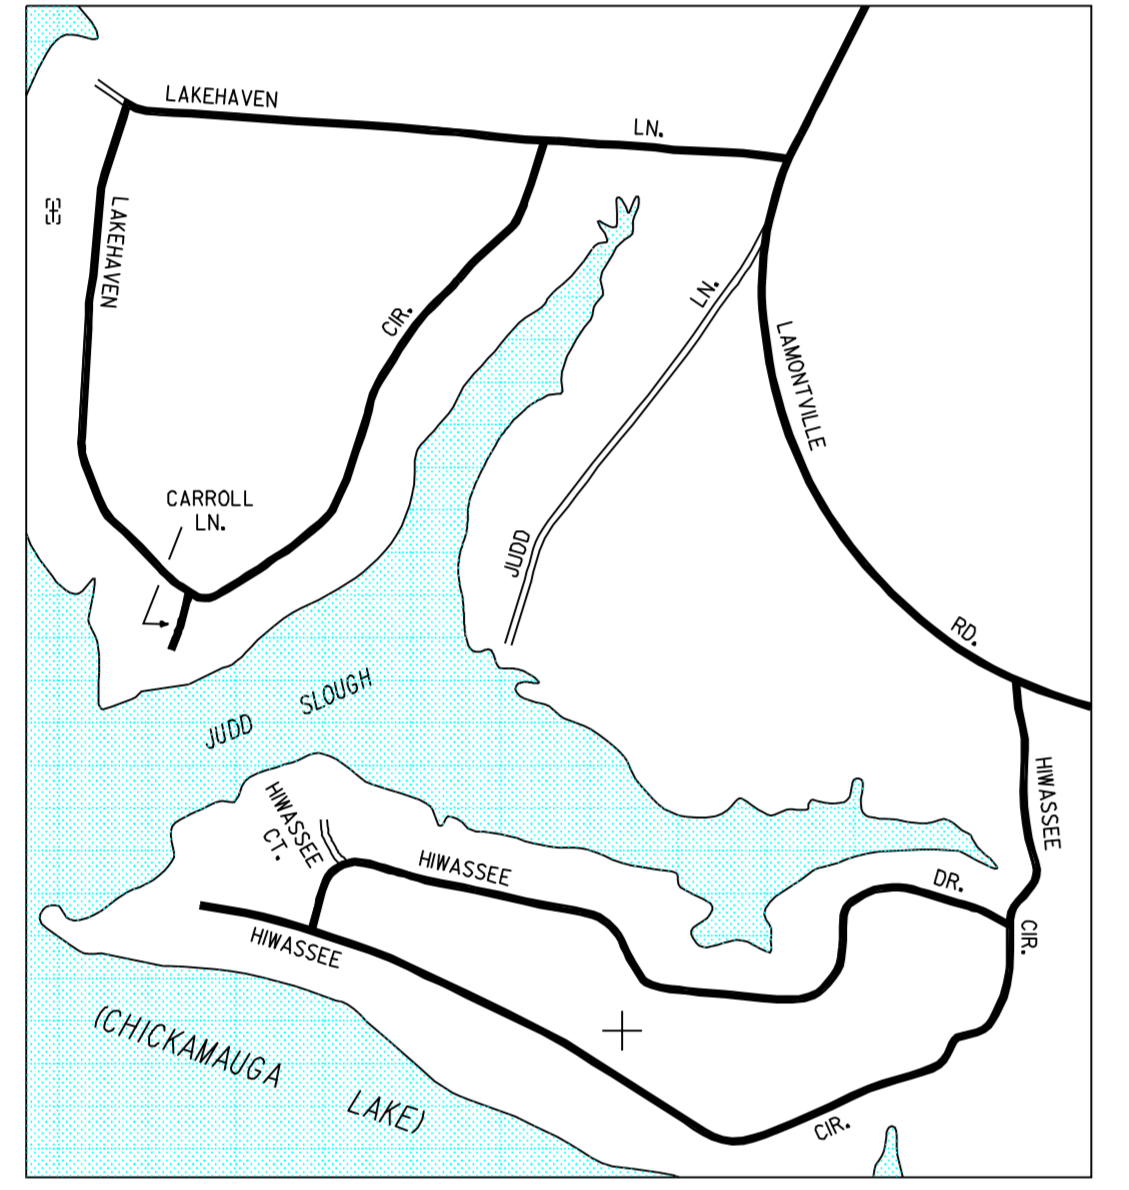 LAKEHAVEN
LN.
LAKEHAVEN
CIR.
LN.
JUDD
LAMONTVILLE
RD.
CARROLL
LN.
JUDD
SLOUGH
HIWASSEE
CT.
HIWASSEE
DR.
HIWASSEE
CIR.
HIWASSEE
CIR.
(CHICKAMAUGA
LAKE)